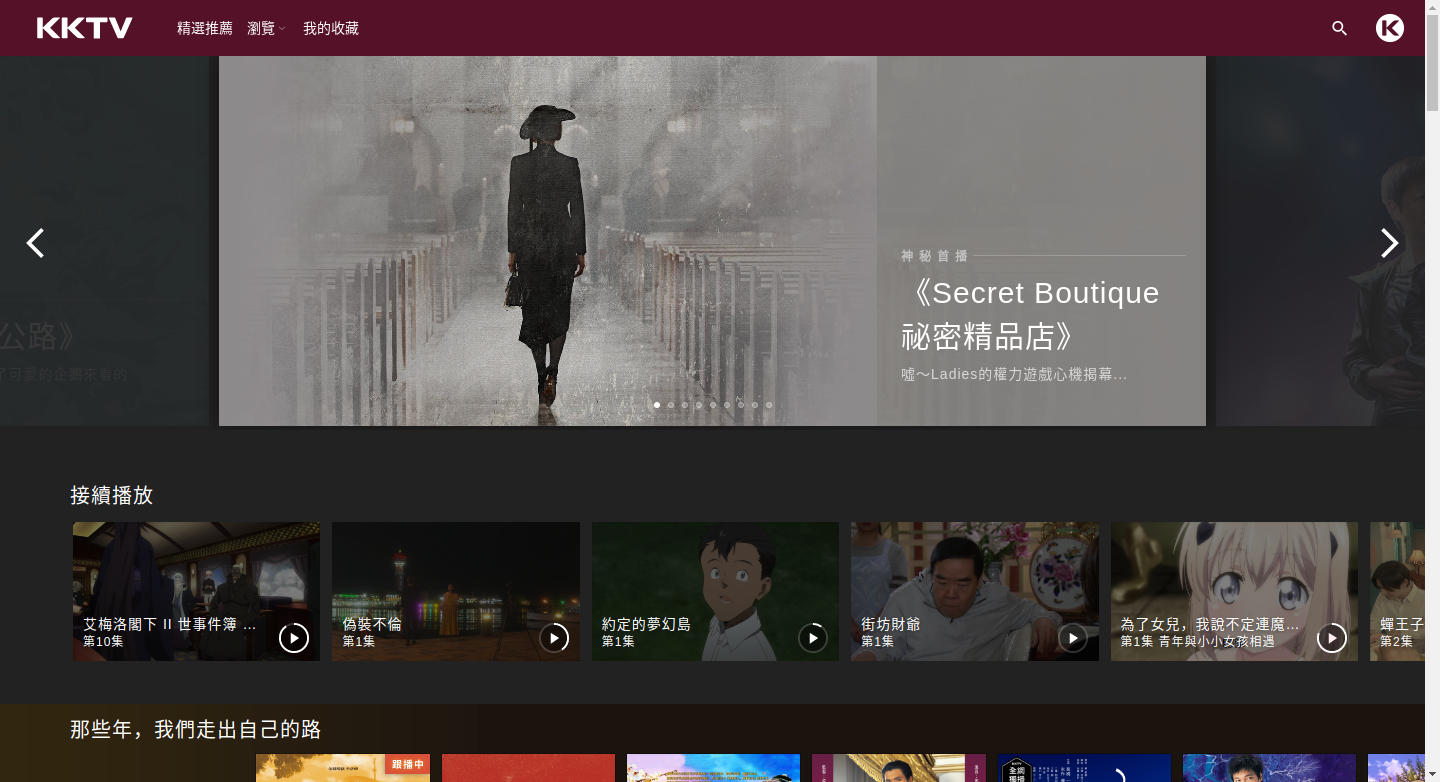 KKTV
精選推薦 瀏覽 我的收藏
公路》
了可愛的企鵝來看的
神秘首播
《Secret Boutique
祕密精品店》
噓～Ladies的權力遊戲心機揭幕...
接續播放
艾梅洛閣下 II 世事件簿 ...
第10集
偽裝不倫
第1集
約定的夢幻島
第1集
街坊財爺
第1集
為了女兒，我說不定連魔...
第1集 青年與小小女孩相遇
蟬王子
第2集
那些年，我們走出自己的路
跟播中
全網
獨播